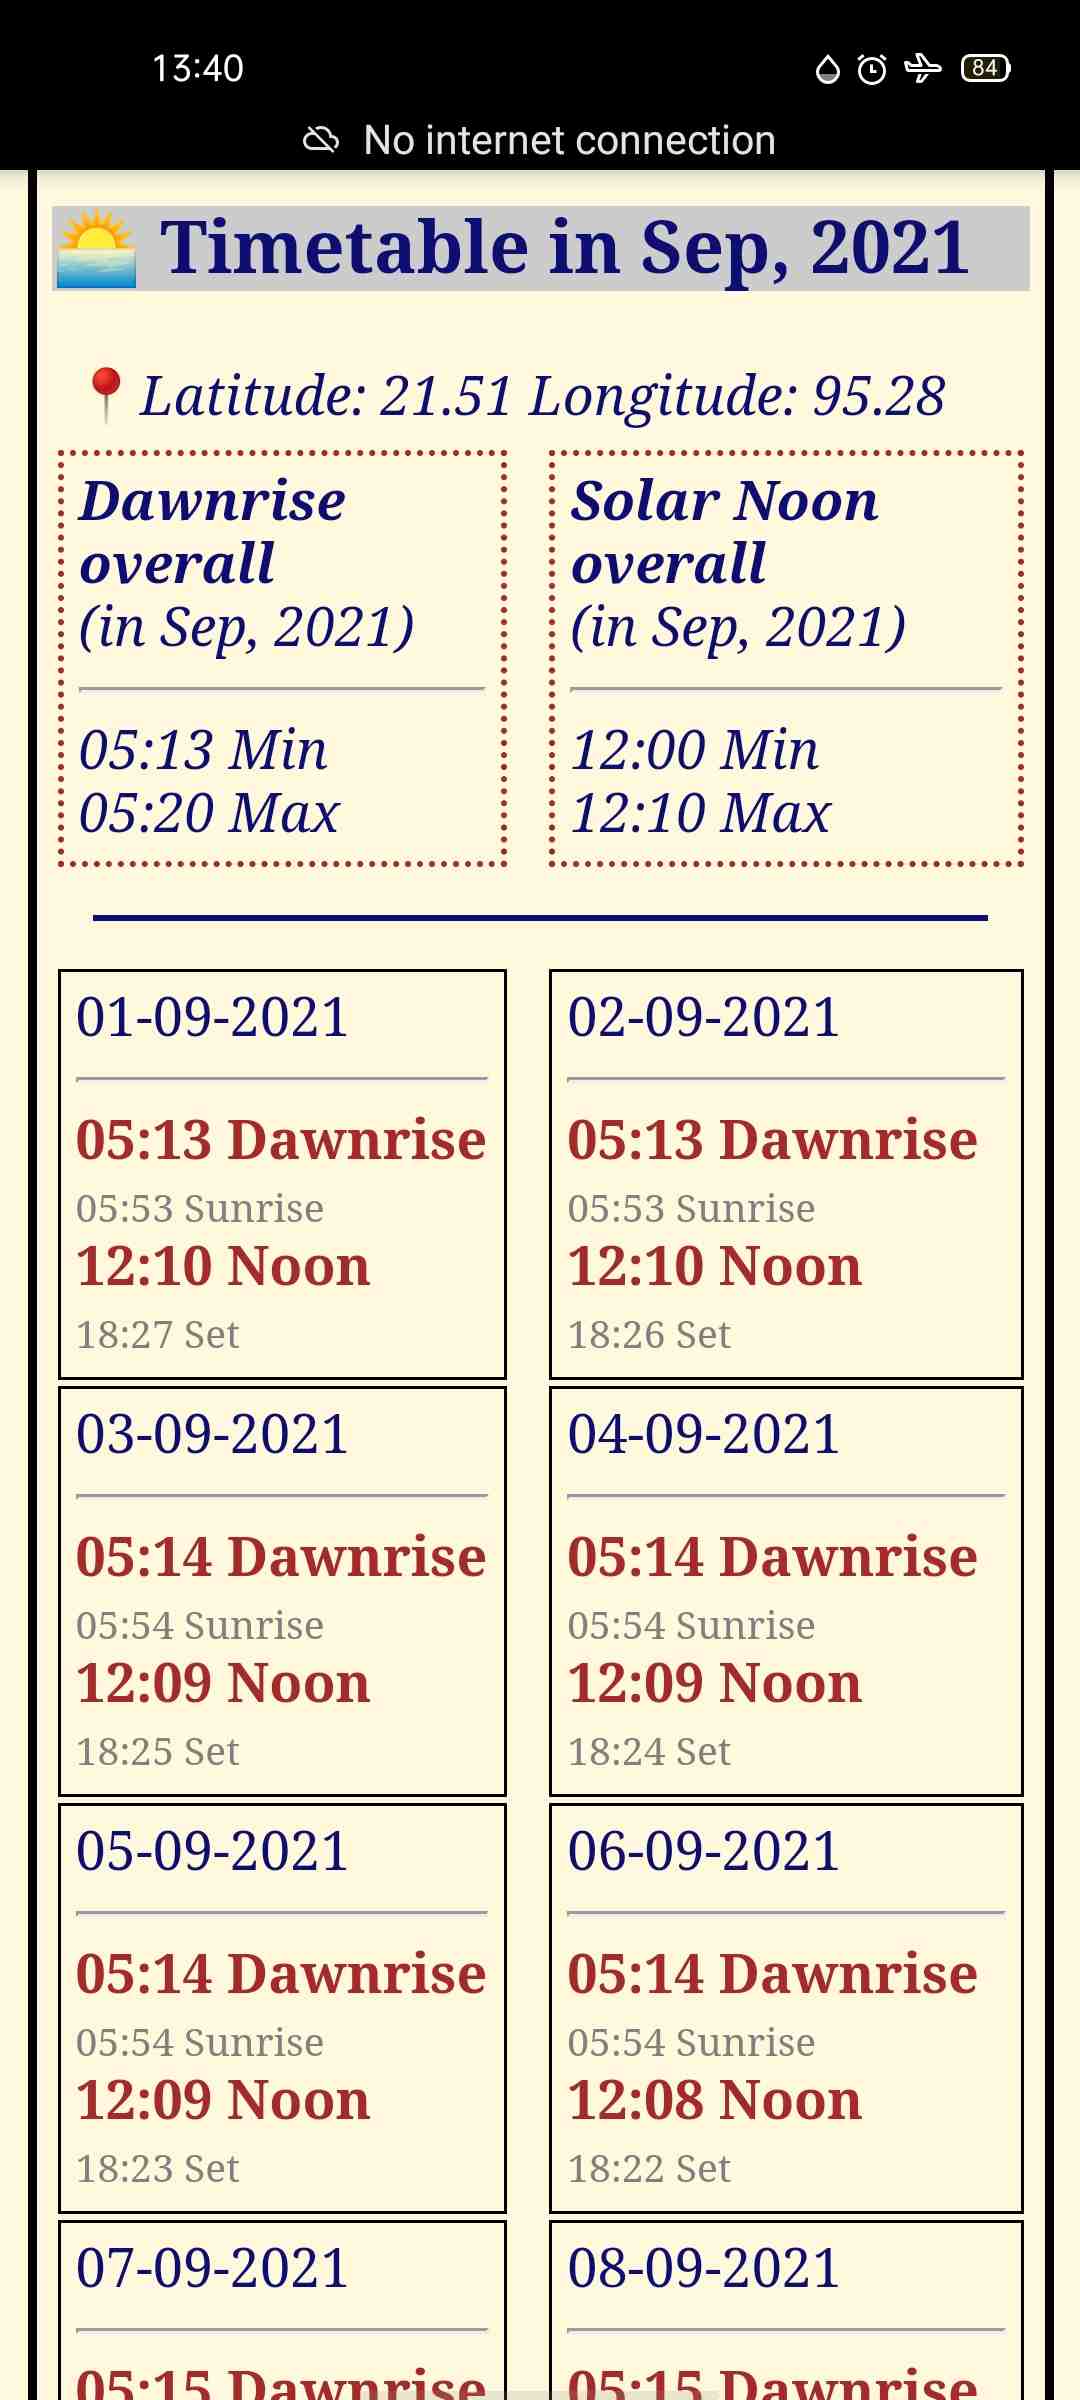 13:40
84
No internet connection
Timetable in Sep, 2021
Latitude: 21.51 Longitude: 95.28
Dawnrise
overall
(in Sep, 2021)
05:13 Min
05:20 Max
Solar Noon
overall
(in Sep, 2021)
12:00 Min
12:10 Max
01-09-2021
05:13 Dawnrise
05:53 Sunrise
12:10 Noon
18:27 Set
02-09-2021
05:13 Dawnrise
05:53 Sunrise
12:10 Noon
18:26 Set
03-09-2021
05:14 Dawnrise
05:54 Sunrise
12:09 Noon
18:25 Set
04-09-2021
05:14 Dawnrise
05:54 Sunrise
12:09 Noon
18:24 Set
05-09-2021
05:14 Dawnrise
05:54 Sunrise
12:09 Noon
18:23 Set
06-09-2021
05:14 Dawnrise
05:54 Sunrise
12:08 Noon
18:22 Set
07-09-2021
05:15 Dawnrise
08-09-2021
05:15 Dawnrise